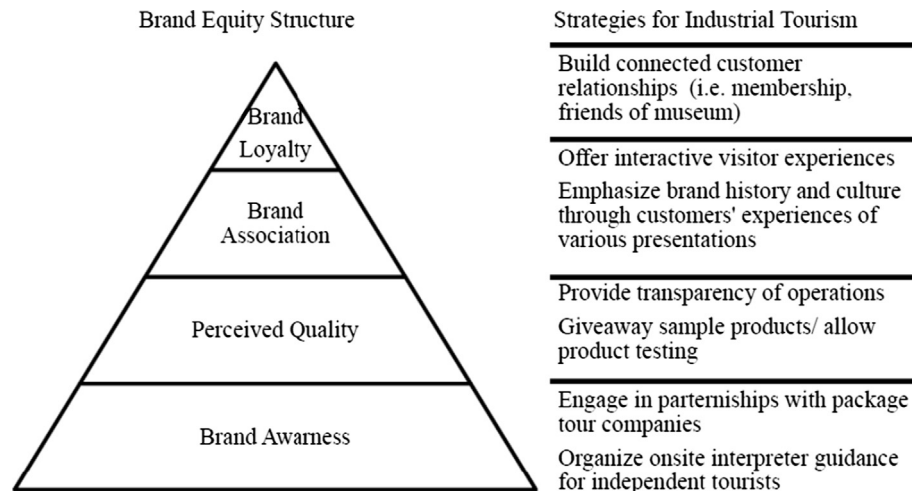 Brand Equity Structure
Strategies for Industrial Tourism
Brand
Loyalty
Build connected customer
relationships (i.e. membership,
friends of museum)
Brand
Association
Offer interactive visitor experiences
Emphasize brand history and culture
through customers' experiences of
various presentations
Perceived Quality
Provide transparency of operations
Giveaway sample products/ allow
product testing
Brand Awarness
Engage in parterniships with package
tour companies
Organize onsite interpreter guidance
for independent tourists